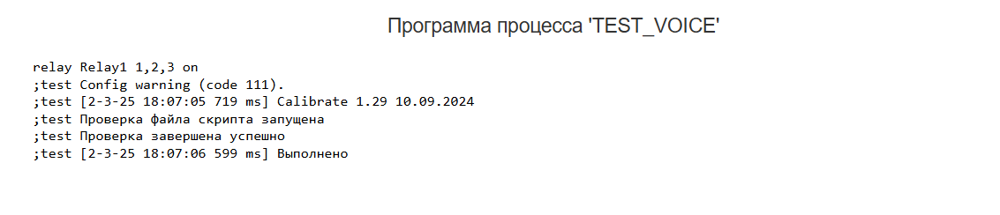 Программа процесса 'TEST_VOICE'
relay Relay1 1,2,3 on
;test Config warning (code 111).
;test [2-3-25 18:07:05 719 ms] Calibrate 1.29 10.09.2024
;test Проверка файла скрипта запущена
;test Проверка завершена успешно
;test [2-3-25 18:07:06 599 ms] Выполнено